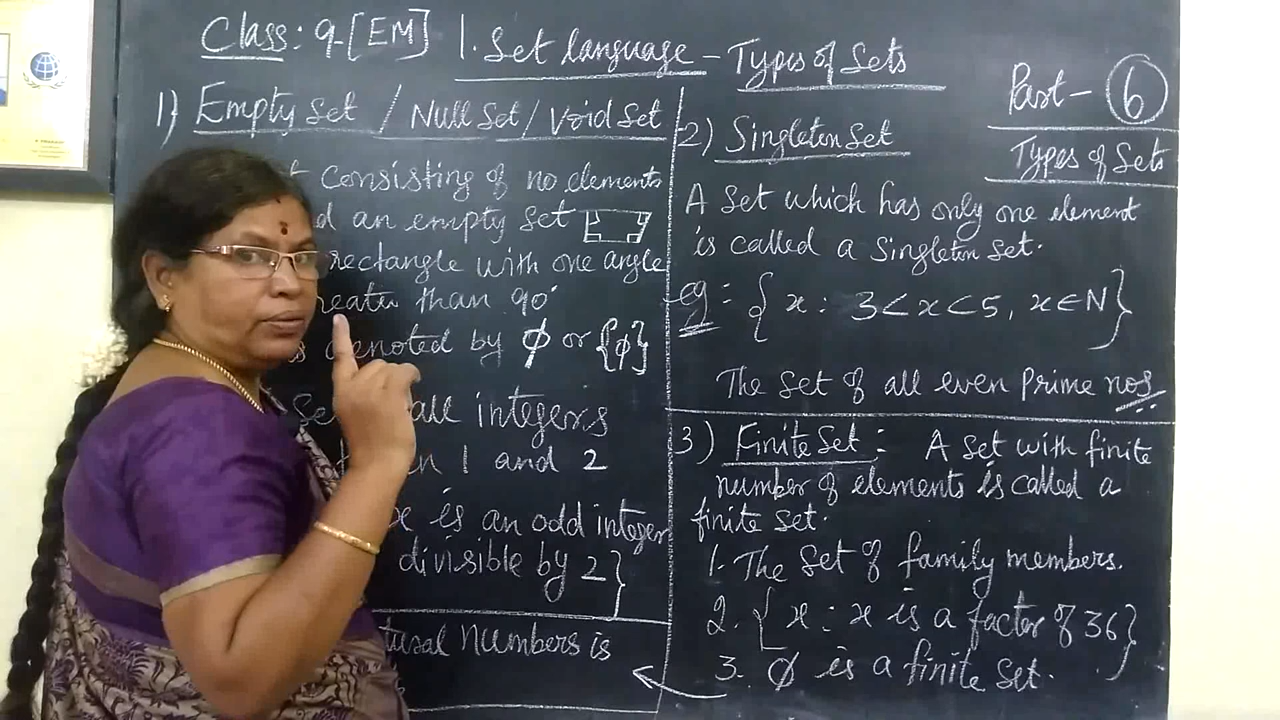 Class: 9 [EM] 1. Set language - Types of Sets
Part - 6
Types of Sets
1) Empty Set / Null Set / Void Set
consisting of no elements
an empty set
rectangle with one angle
than 90°
denoted by ϕ or {ϕ}
all integers
1 and 2
is an odd integer
divisible by 2}
numbers is
2) Singleton Set
A Set which has only one element
is called a Singleton Set.
eg: {x : 3 < x < 5, x ∈ N}
The Set of all even prime nos
3) Finite Set : A Set with finite
number of elements is called a
finite set.
1. The Set of family members.
2. {x : x is a factor of 36}
3. ϕ is a finite set.